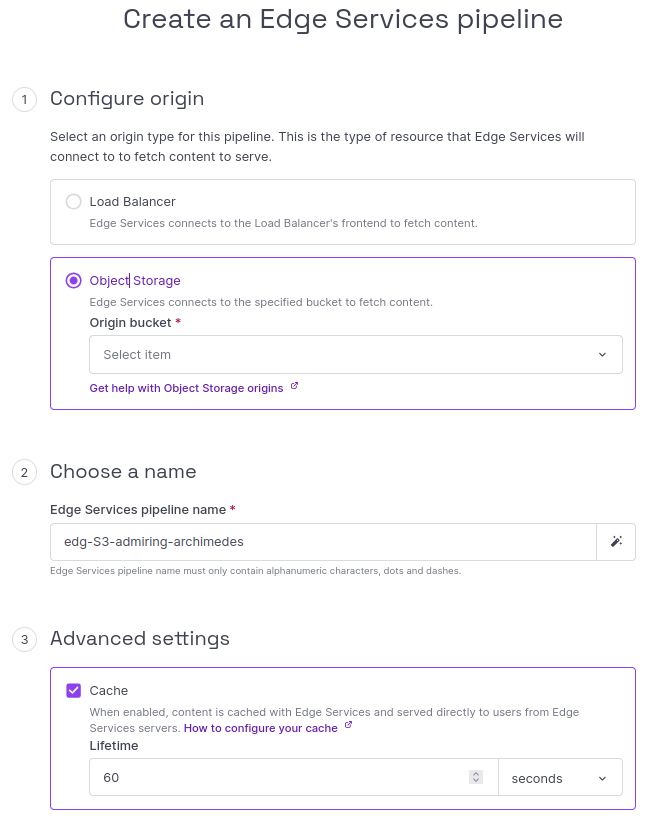 Create an Edge Services pipeline
1
Configure origin
Select an origin type for this pipeline. This is the type of resource that Edge Services will
connect to to fetch content to serve.
Load Balancer
Edge Services connects to the Load Balancer's frontend to fetch content.
Object Storage
Edge Services connects to the specified bucket to fetch content.
Origin bucket *
Select item
Get help with Object Storage origins
2
Choose a name
Edge Services pipeline name *
edg-S3-admiring-archimedes
Edge Services pipeline name must only contain alphanumeric characters, dots and dashes.
3
Advanced settings
Cache
When enabled, content is cached with Edge Services and served directly to users from Edge
Services servers. How to configure your cache
Lifetime
60
seconds